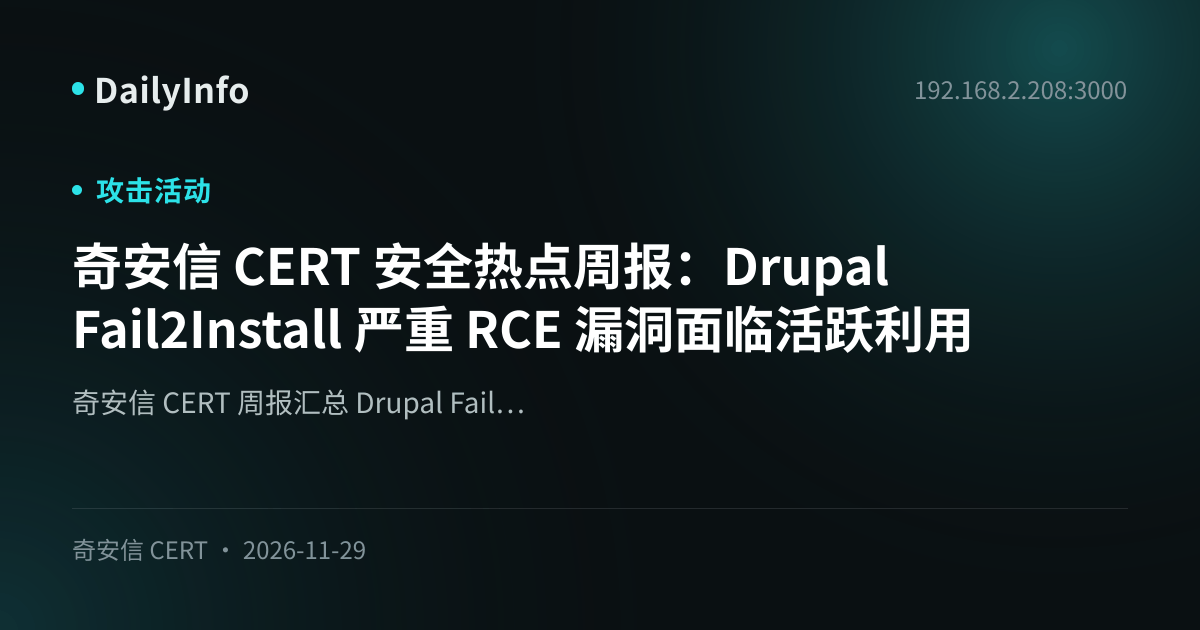 DailyInfo
192.168.2.208:3000
攻击活动
奇安信 CERT 安全热点周报：Drupal
Fail2Install 严重 RCE 漏洞面临活跃利用
奇安信 CERT 周报汇总 Drupal Fail…
奇安信 CERT · 2026-11-29